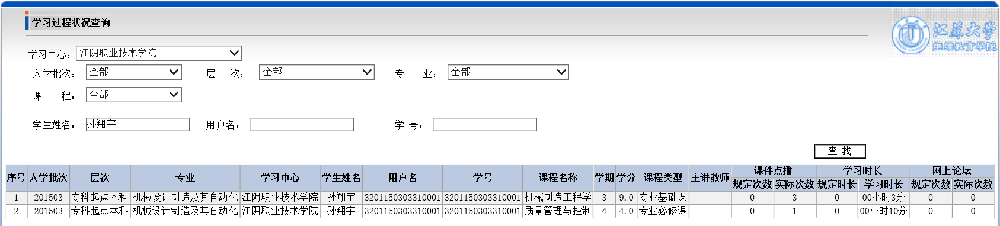 学习过程状况查询
江苏大学
继续教育学院
学习中心： 江阴职业技术学院
入学批次： 全部 层 次： 全部 专 业： 全部
课 程： 全部
学生姓名： 孙翔宇 用户名： 学 号：
查 找
序号 入学批次 层次 专业 学习中心 学生姓名 用户名 学号 课程名称 学期 学分 课程类型 主讲教师 课件点播 学习时长 网上论坛
规定次数 实际次数 规定时长 学习时长 规定次数 实际次数
1 201503 专科起点本科 机械设计制造及其自动化 江阴职业技术学院 孙翔宇 3201150303310001 3201150303310001 机械制造工程学 3 9.0 专业基础课 0 3 0 00小时3分 0 0
2 201503 专科起点本科 机械设计制造及其自动化 江阴职业技术学院 孙翔宇 3201150303310001 3201150303310001 质量管理与控制 4 4.0 专业必修课 0 1 0 00小时10分 0 0